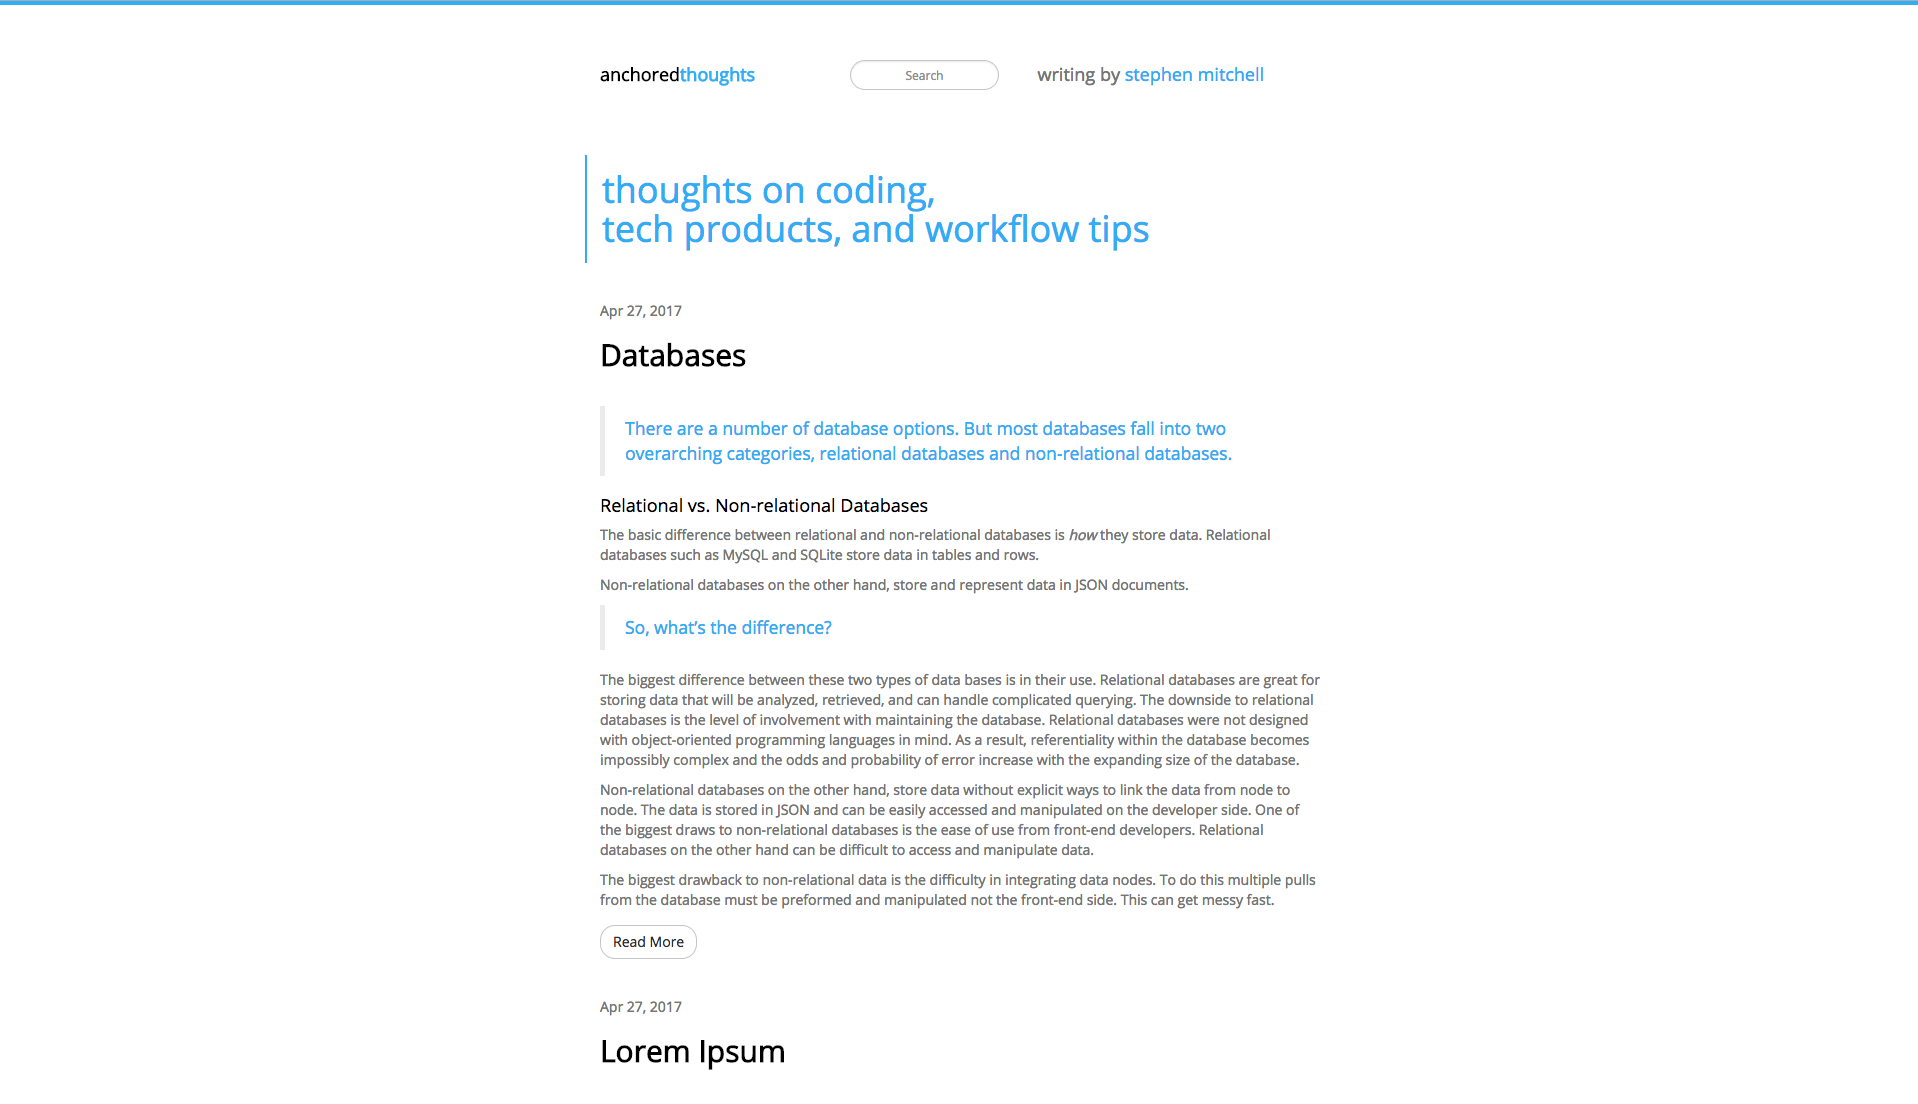 anchoredthoughts
Search
writing by stephen mitchell
thoughts on coding,
tech products, and workflow tips
Apr 27, 2017
Databases
There are a number of database options. But most databases fall into two
overarching categories, relational databases and non-relational databases.
Relational vs. Non-relational Databases
The basic difference between relational and non-relational databases is how they store data. Relational
databases such as MySQL and SQLite store data in tables and rows.
Non-relational databases on the other hand, store and represent data in JSON documents.
So, what's the difference?
The biggest difference between these two types of data bases is in their use. Relational databases are great for
storing data that will be analyzed, retrieved, and can handle complicated querying. The downside to relational
databases is the level of involvement with maintaining the database. Relational databases were not designed
with object-oriented programming languages in mind. As a result, referentiality within the database becomes
impossibly complex and the odds and probability of error increase with the expanding size of the database.
Non-relational databases on the other hand, store data without explicit ways to link the data from node to
node. The data is stored in JSON and can be easily accessed and manipulated on the developer side. One of
the biggest draws to non-relational databases is the ease of use from front-end developers. Relational
databases on the other hand can be difficult to access and manipulate data.
The biggest drawback to non-relational data is the difficulty in integrating data nodes. To do this multiple pulls
from the database must be preformed and manipulated not the front-end side. This can get messy fast.
Read More
Apr 27, 2017
Lorem Ipsum